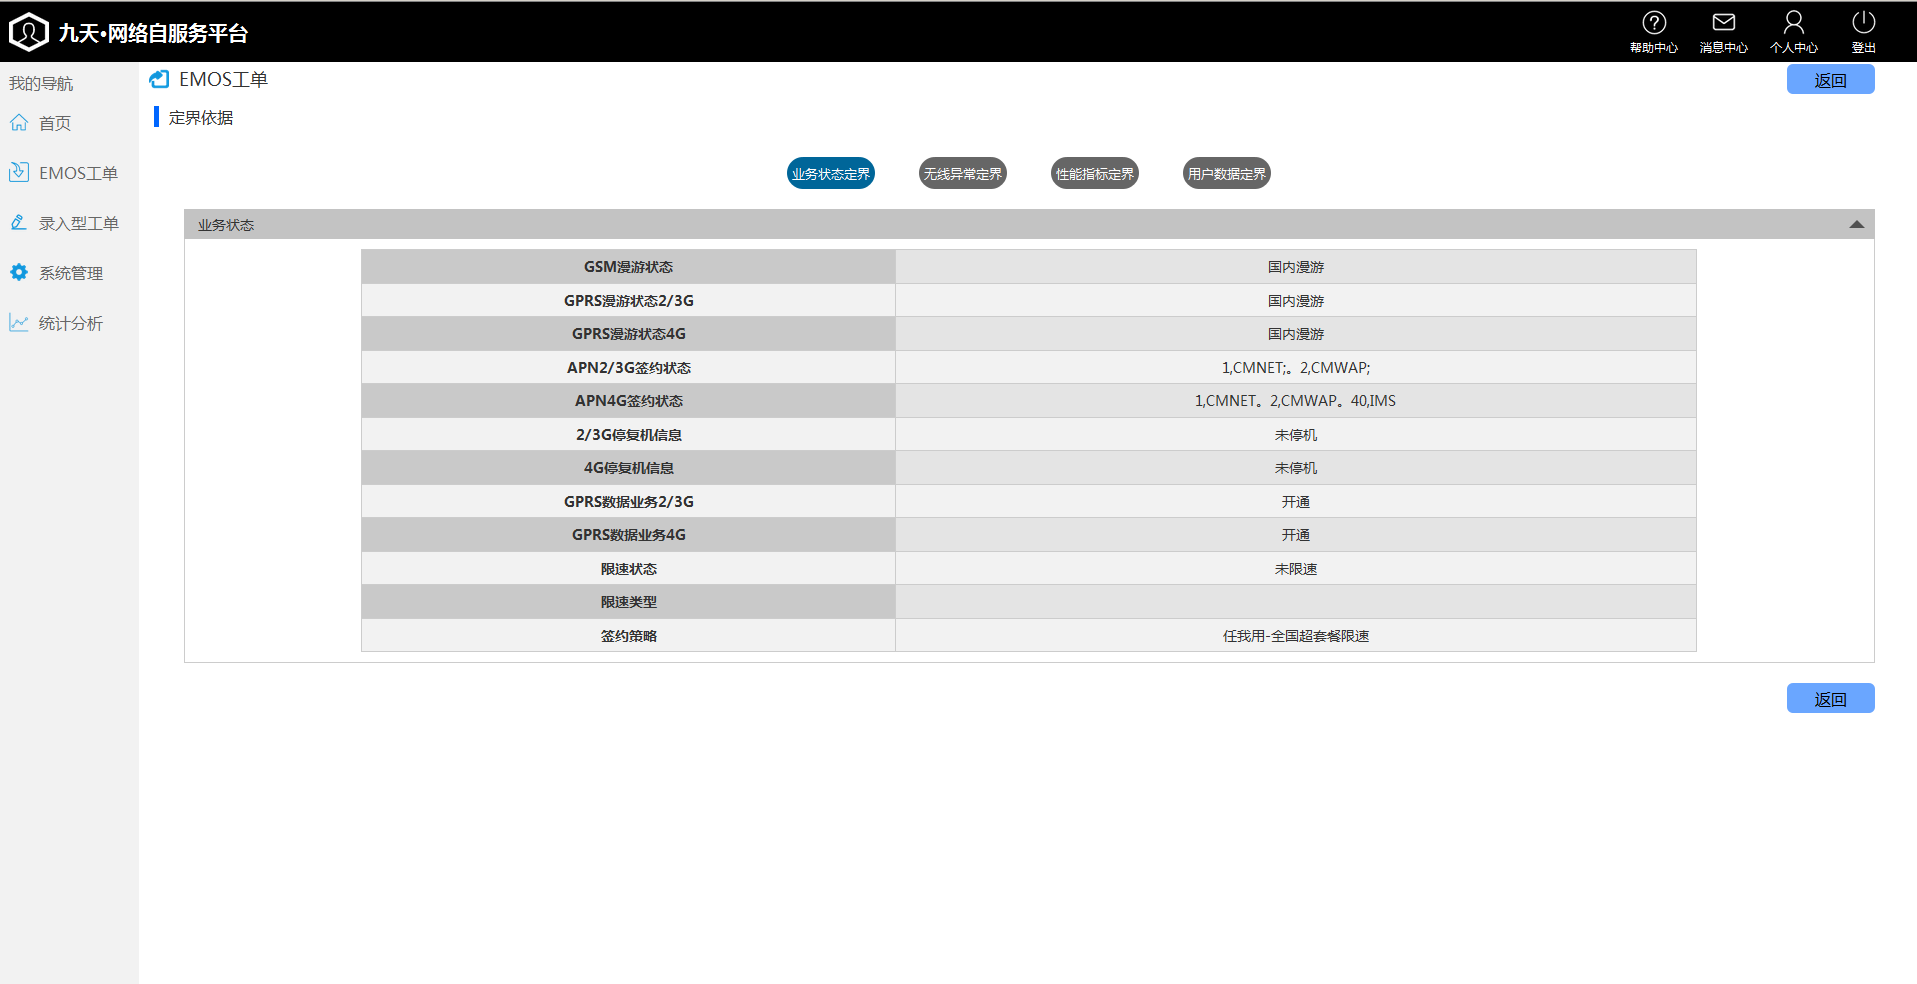 九天•网络自服务平台
帮助中心 消息中心 个人中心 登出
我的导航
首页
EMOS工单
录入型工单
系统管理
统计分析
EMOS工单
返回
定界依据
业务状态定界 无线异常定界 性能指标定界 用户数据定界
业务状态
GSM漫游状态 国内漫游
GPRS漫游状态2/3G 国内漫游
GPRS漫游状态4G 国内漫游
APN2/3G签约状态 1,CMNET;。2,CMWAP;
APN4G签约状态 1,CMNET。2,CMWAP。40,IMS
2/3G停复机信息 未停机
4G停复机信息 未停机
GPRS数据业务2/3G 开通
GPRS数据业务4G 开通
限速状态 未限速
限速类型
签约策略 任我用-全国超套餐限速
返回